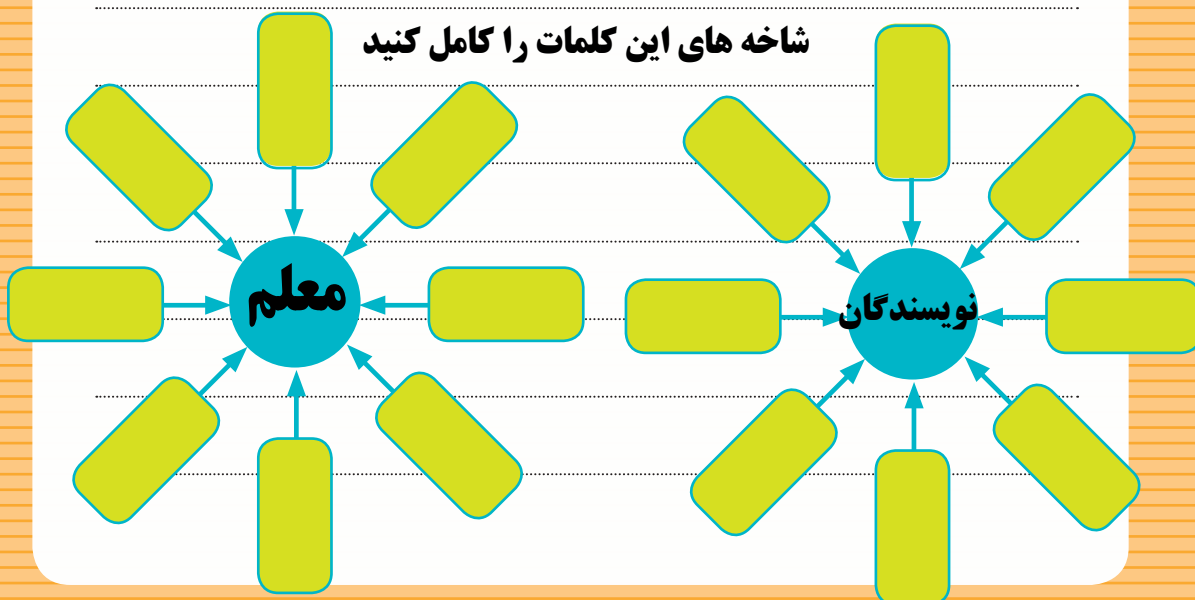 شاخه های این کلمات را کامل کنید
نویسندگان
معلم